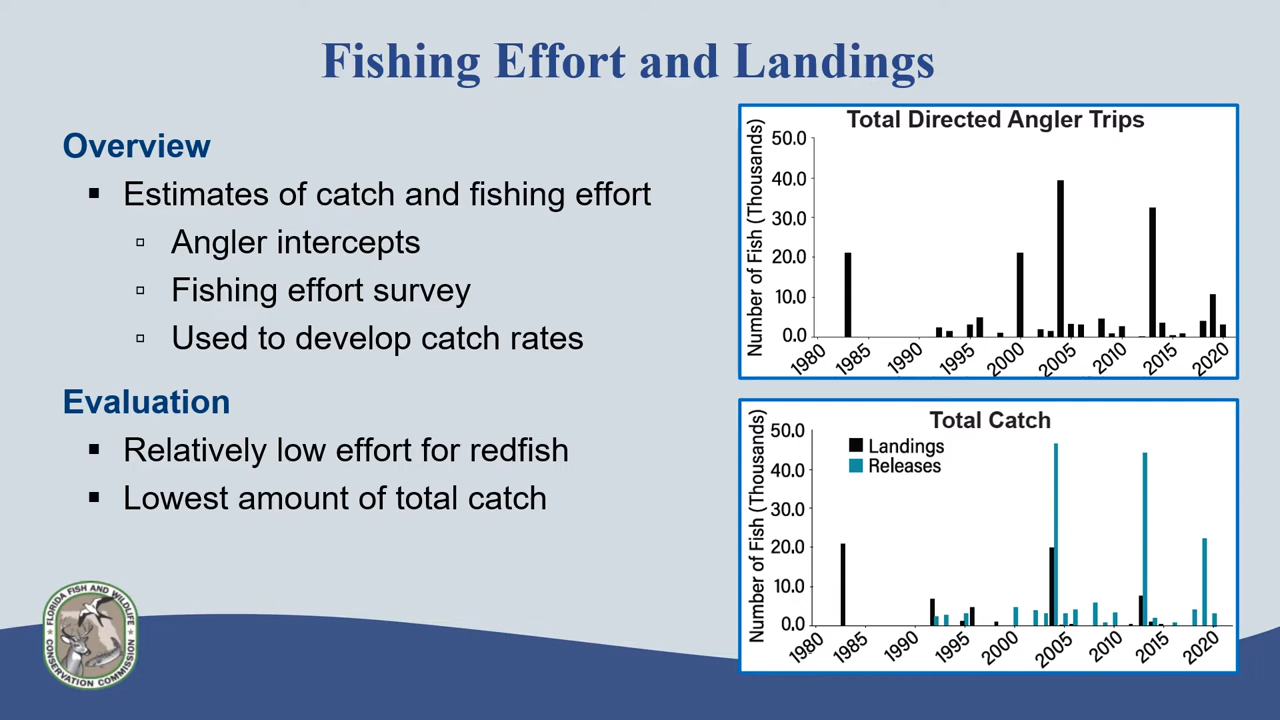 Fishing Effort and Landings
Overview
▪ Estimates of catch and fishing effort
▫ Angler intercepts
▫ Fishing effort survey
▫ Used to develop catch rates
Evaluation
▪ Relatively low effort for redfish
▪ Lowest amount of total catch
Total Directed Angler Trips
Number of Fish (Thousands)
50.0
40.0
30.0
20.0
10.0
0.0
1980 1985 1990 1995 2000 2005 2010 2015 2020
Total Catch
Number of Fish (Thousands)
50.0
40.0
30.0
20.0
10.0
0.0
Landings
Releases
1980 1985 1990 1995 2000 2005 2010 2015 2020
FLORIDA FISH AND WILDLIFE
CONSERVATION COMMISSION